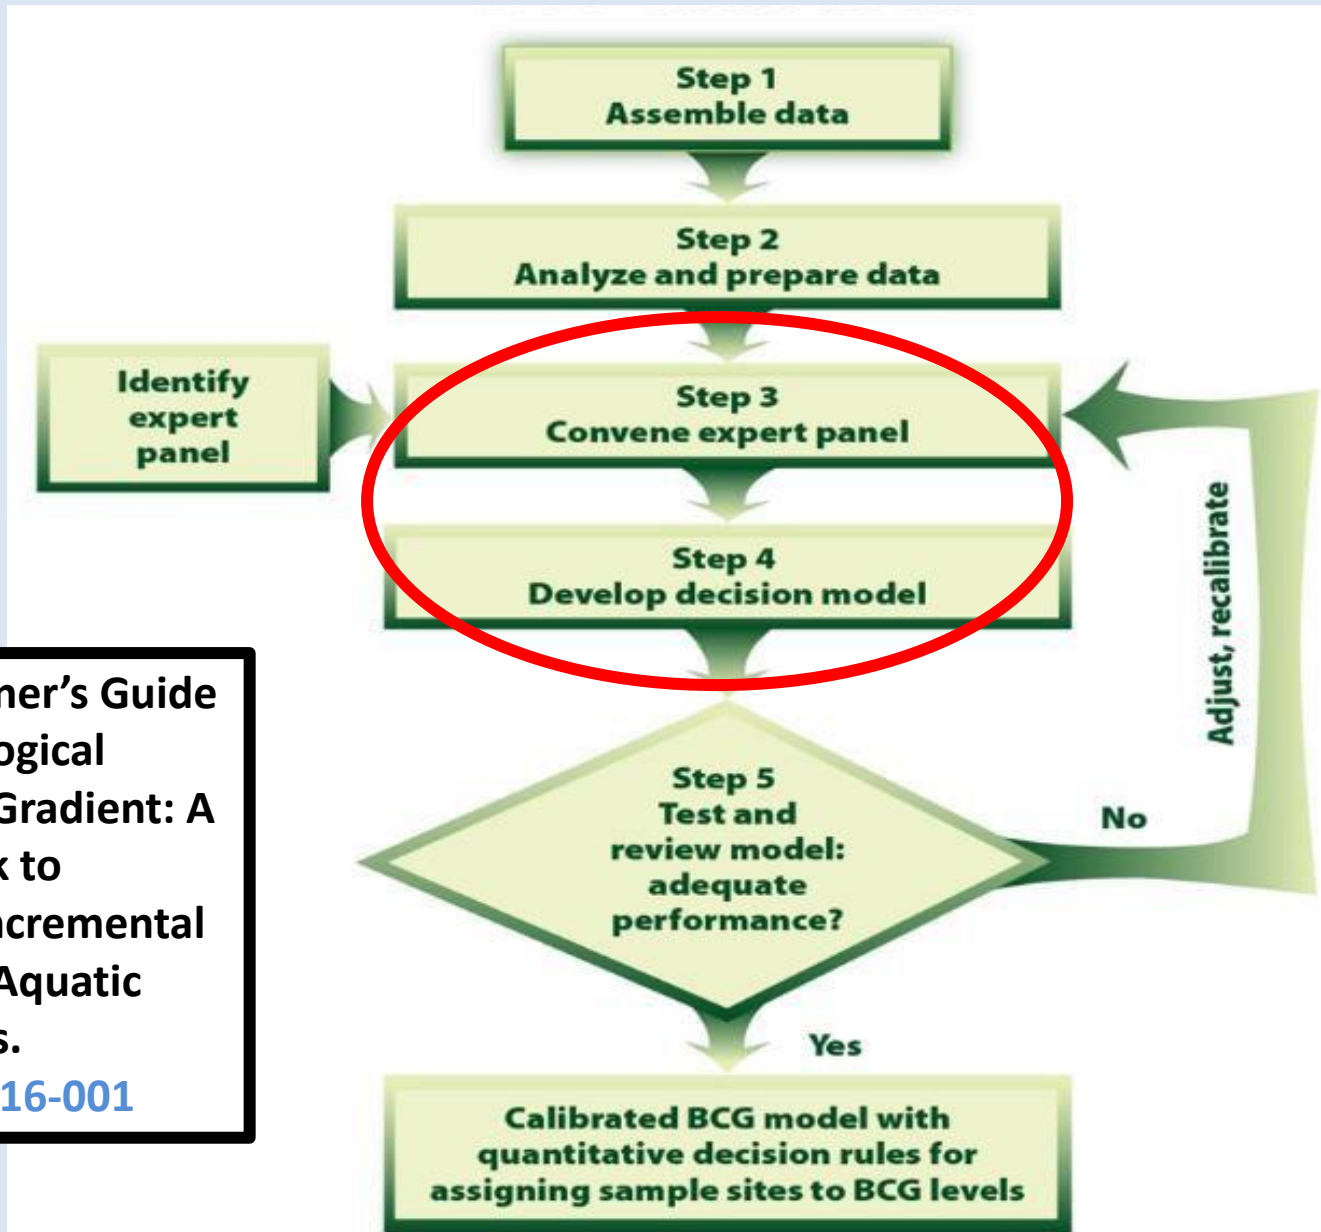 Step 1
Assemble data
Step 2
Analyze and prepare data
Identify
expert
panel
Step 3
Convene expert panel
Step 4
Develop decision model
Adjust, recalibrate
ner’s Guide
ogical
Gradient: A
k to
ncremental
Aquatic
s.
16-001
Step 5
Test and
review model:
adequate
performance?
No
Yes
Calibrated BCG model with
quantitative decision rules for
assigning sample sites to BCG levels